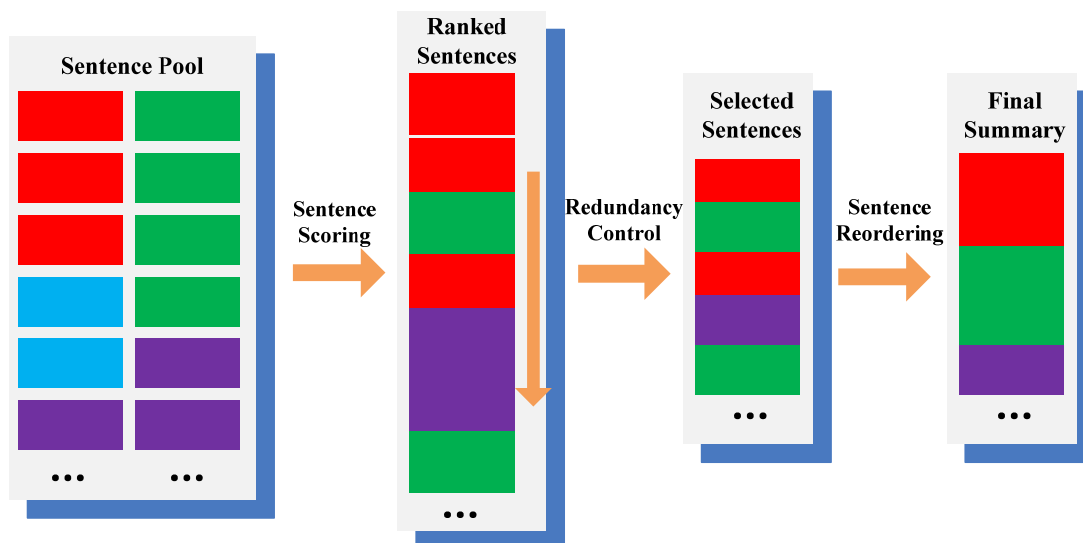 Sentence Pool
...
...
Sentence
Scoring
Ranked
Sentences
...
Redundancy
Control
Selected
Sentences
...
Sentence
Reordering
Final
Summary
...